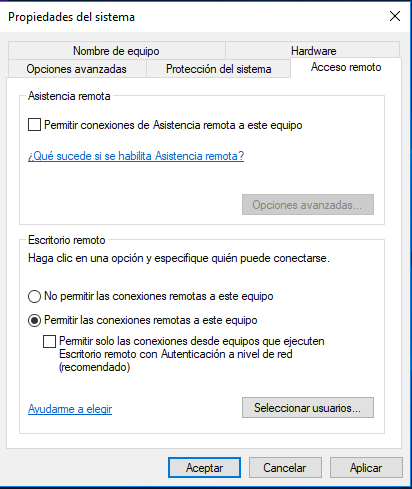 Propiedades del sistema
Nombre de equipo
Hardware
Opciones avanzadas
Protección del sistema
Acceso remoto
Asistencia remota
Permitir conexiones de Asistencia remota a este equipo
¿Qué sucede si se habilita Asistencia remota?
Opciones avanzadas...
Escritorio remoto
Haga clic en una opción y especifique quién puede conectarse.
No permitir las conexiones remotas a este equipo
Permitir las conexiones remotas a este equipo
Permitir solo las conexiones desde equipos que ejecuten
Escritorio remoto con Autenticación a nivel de red
(recomendado)
Ayudarme a elegir
Seleccionar usuarios...
Aceptar
Cancelar
Aplicar